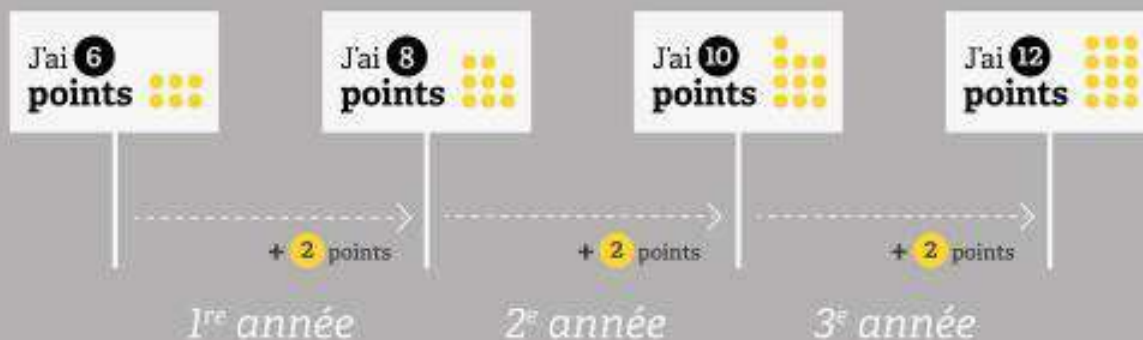 J'ai 6
points
J'ai 8
points
J'ai 10
points
J'ai 12
points
+ 2 points
+ 2 points
+ 2 points
1re année
2e année
3e année